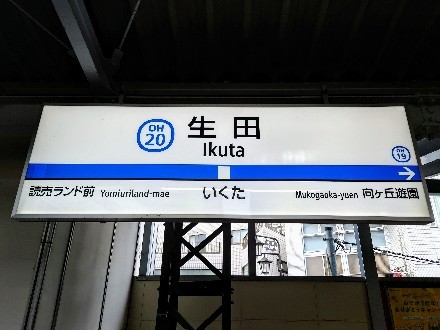 OH
20
生田
Ikuta
OH
19
読売ランド前 Yomiuriland-mae
いくた
Mukogaoka-yuen 向ヶ丘遊園